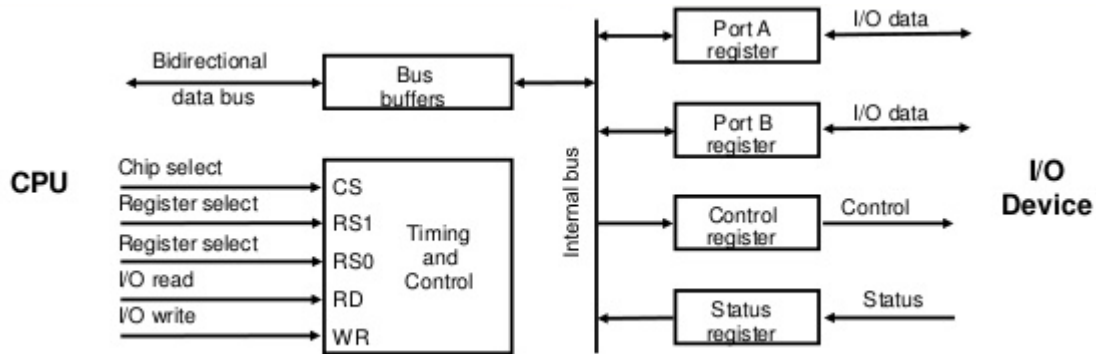 CPU
Bidirectional
data bus
Bus
buffers
Chip select
Register select
Register select
I/O read
I/O write
CS
RS1
RS0
RD
WR
Timing
and
Control
Internal bus
Port A
register
I/O data
Port B
register
I/O data
Control
register
Control
Status
register
Status
I/O
Device